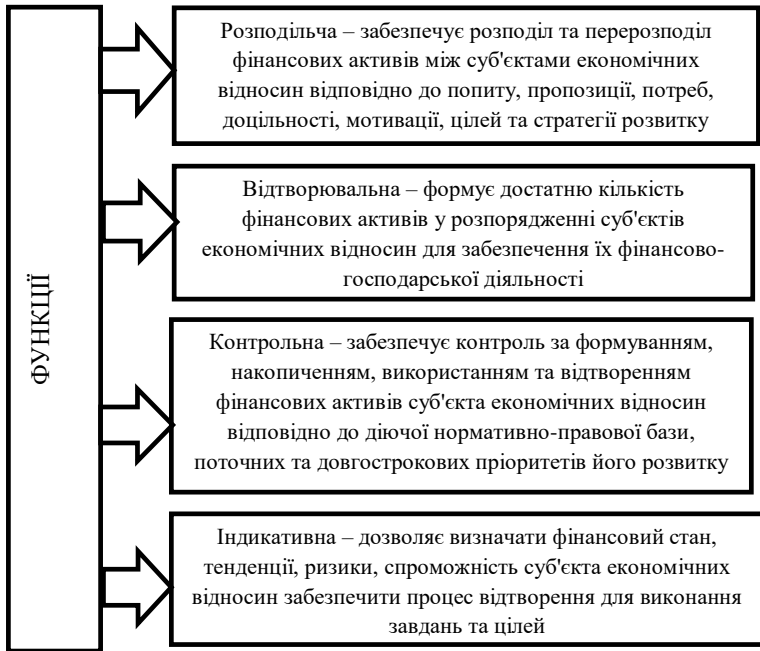 ФУНКЦІЇ
Розподільча – забезпечує розподіл та перерозподіл
фінансових активів між суб'єктами економічних
відносин відповідно до попиту, пропозиції, потреб,
доцільності, мотивації, цілей та стратегії розвитку
Відтворювальна – формує достатню кількість
фінансових активів у розпорядженні суб'єктів
економічних відносин для забезпечення їх фінансово-
господарської діяльності
Контрольна – забезпечує контроль за формуванням,
накопиченням, використанням та відтворенням
фінансових активів суб'єкта економічних відносин
відповідно до діючої нормативно-правової бази,
поточних та довгострокових пріоритетів його розвитку
Індикативна – дозволяє визначати фінансовий стан,
тенденції, ризики, спроможність суб'єкта економічних
відносин забезпечити процес відтворення для виконання
завдань та цілей